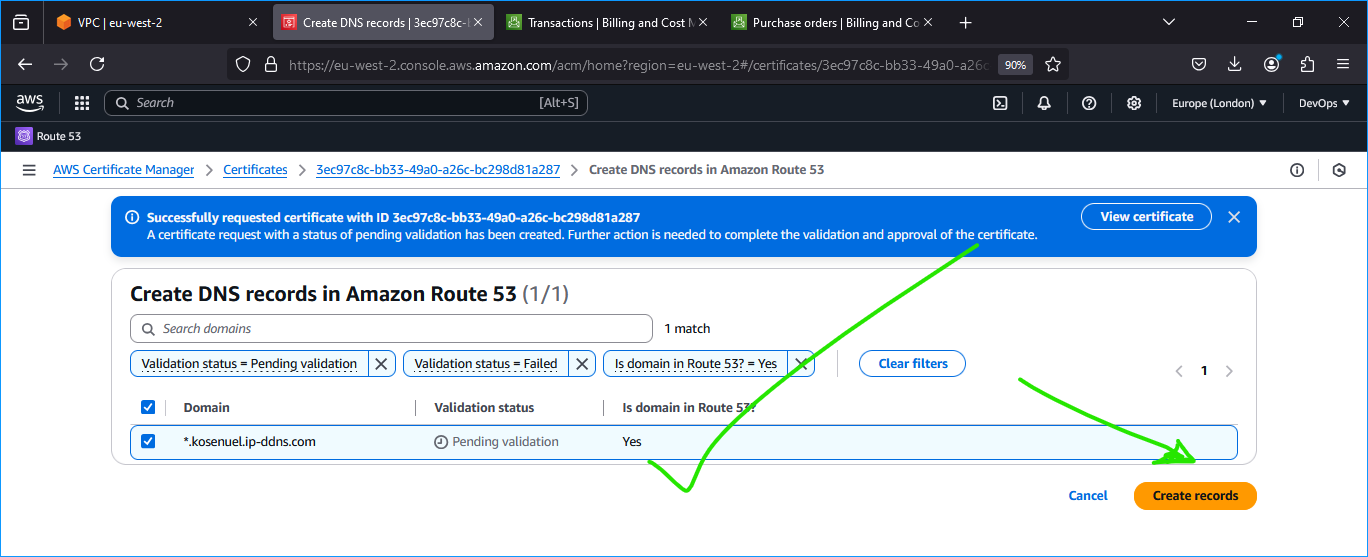 VPC | eu-west-2
Create DNS records | 3ec97c8c-
Transactions | Billing and Cost M
Purchase orders | Billing and Co
https://eu-west-2.console.aws.amazon.com/acm/home?region=eu-west-2#/certificates/3ec97c8c-bb33-49a0-a26c
90%
aws
Search
[Alt+S]
Europe (London)
DevOps
Route 53
AWS Certificate Manager
Certificates
3ec97c8c-bb33-49a0-a26c-bc298d81a287
Create DNS records in Amazon Route 53
Successfully requested certificate with ID 3ec97c8c-bb33-49a0-a26c-bc298d81a287
A certificate request with a status of pending validation has been created. Further action is needed to complete the validation and approval of the certificate.
View certificate
Create DNS records in Amazon Route 53 (1/1)
Search domains
1 match
Validation status = Pending validation
Validation status = Failed
Is domain in Route 53? = Yes
Clear filters
1
Domain
Validation status
Is domain in Route 53?
*.kosenuel.ip-ddns.com
Pending validation
Yes
Cancel
Create records